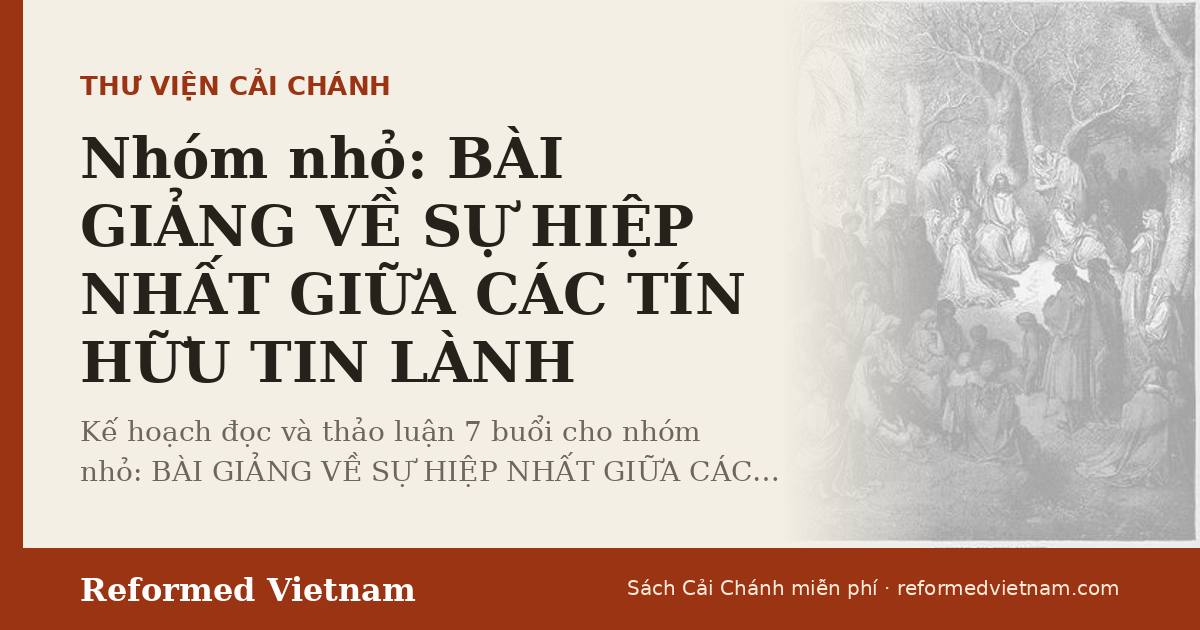 THƯ VIỆN CẢI CHÁNH
Nhóm nhỏ: BÀI
GIẢNG VỀ SỰ HIỆP
NHẤT GIỮA CÁC TÍN
HỮU TIN LÀNH
Kế hoạch đọc và thảo luận 7 buổi cho nhóm
nhỏ: BÀI GIẢNG VỀ SỰ HIỆP NHẤT GIỮA CÁC...
Reformed Vietnam
Sách Cải Chánh miễn phí · reformedvietnam.com